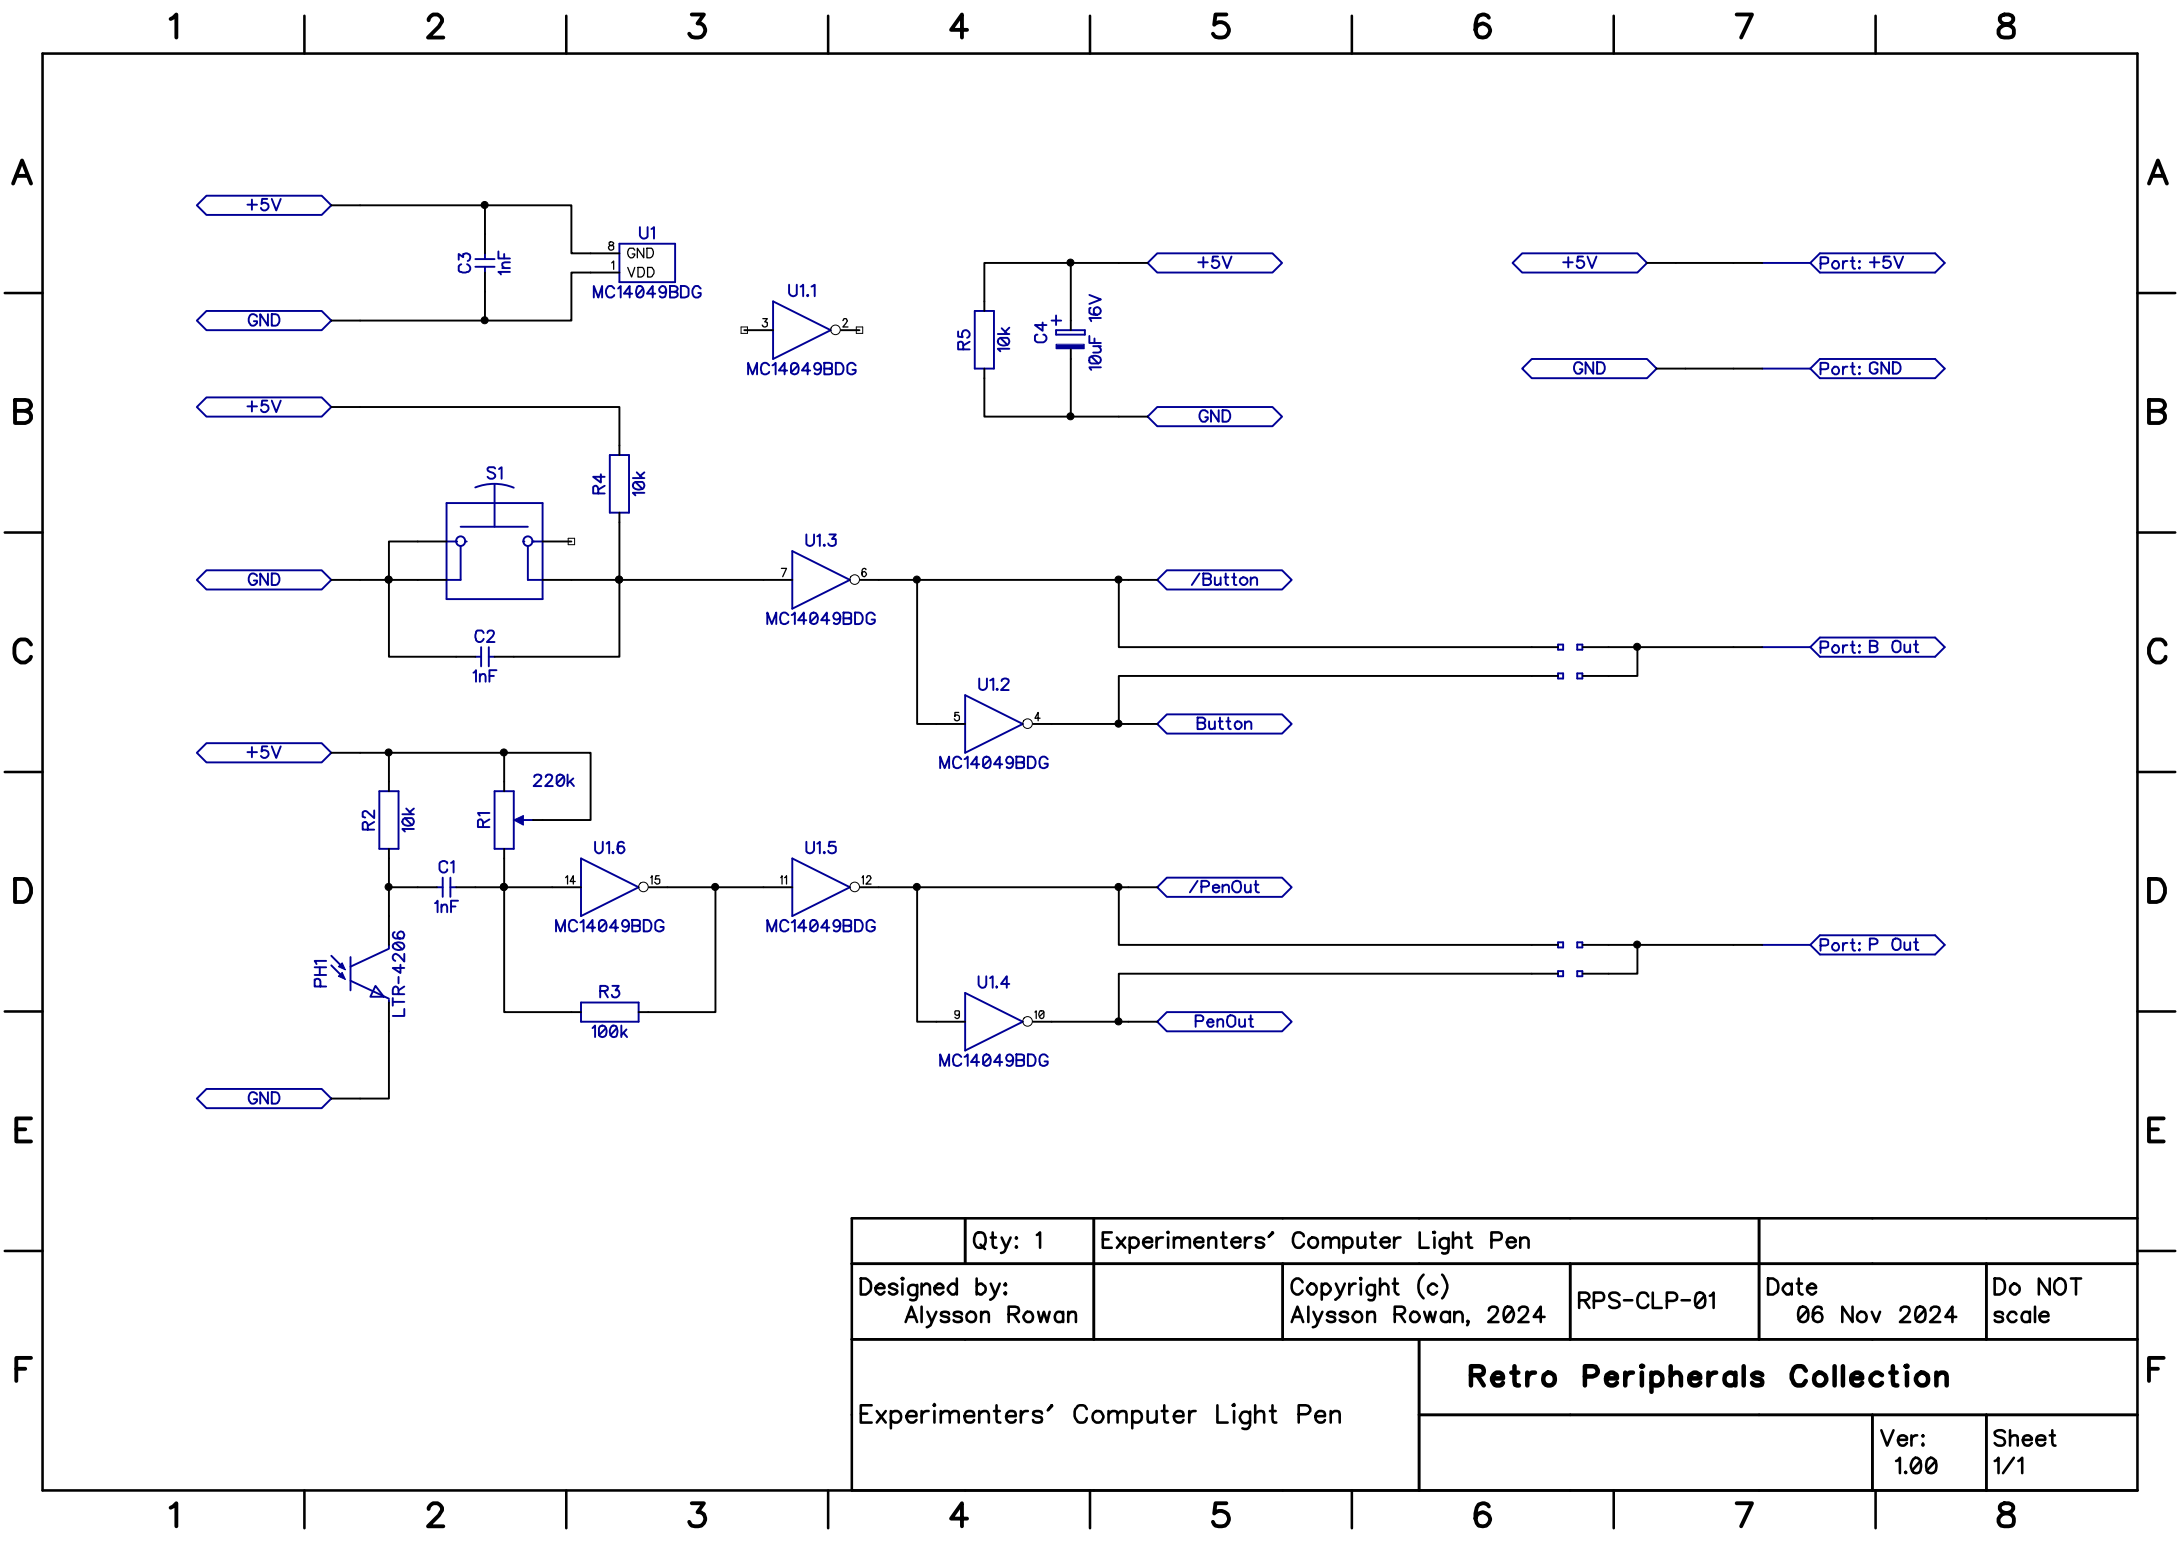 1 2 3 4 5 6 7 8
A A
+5V
U1
8 GND
1 VDD
MC14049BDG
C3
1nF
+5V
+5V
Port: +5V
GND
U1.1
3 2
MC14049BDG
R5
10k
C4
+
10uF 16V
B B
GND
Port: GND
+5V
GND
S1
R4
10k
GND
U1.3
7 6
MC14049BDG
/Button
C C
C2
1nF
Port: B Out
U1.2
5 4
MC14049BDG
Button
+5V
220k
R2
10k
R1
D D
C1
1nF
U1.6
14 15
MC14049BDG
U1.5
11 12
MC14049BDG
/PenOut
Port: P Out
PH1
LTR-4206
R3
100k
U1.4
9 10
MC14049BDG
PenOut
GND
E E
Qty: 1
Experimenters' Computer Light Pen
Designed by:
Alysson Rowan
Copyright (c)
Alysson Rowan, 2024
RPS-CLP-01
Date
06 Nov 2024
Do NOT
scale
F F
Experimenters' Computer Light Pen
Retro Peripherals Collection
Ver:
1.00
Sheet
1/1
1 2 3 4 5 6 7 8